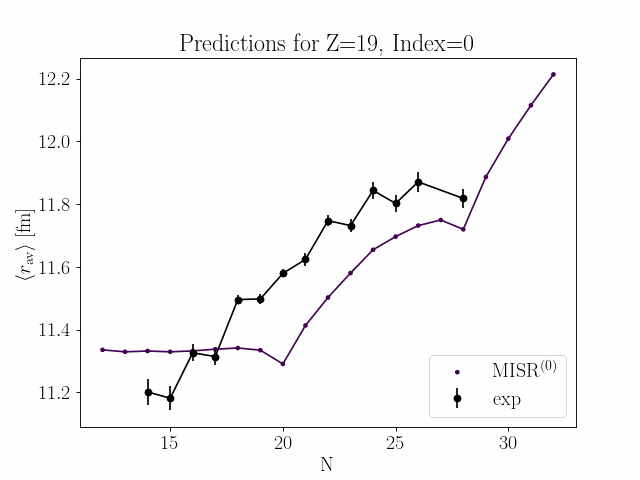 Predictions for Z=19, Index=0
12.2
12.0
11.8
11.6
11.4
11.2
⟨r_av⟩ [fm]
15 20 25 30
N
MISR^(0)
exp